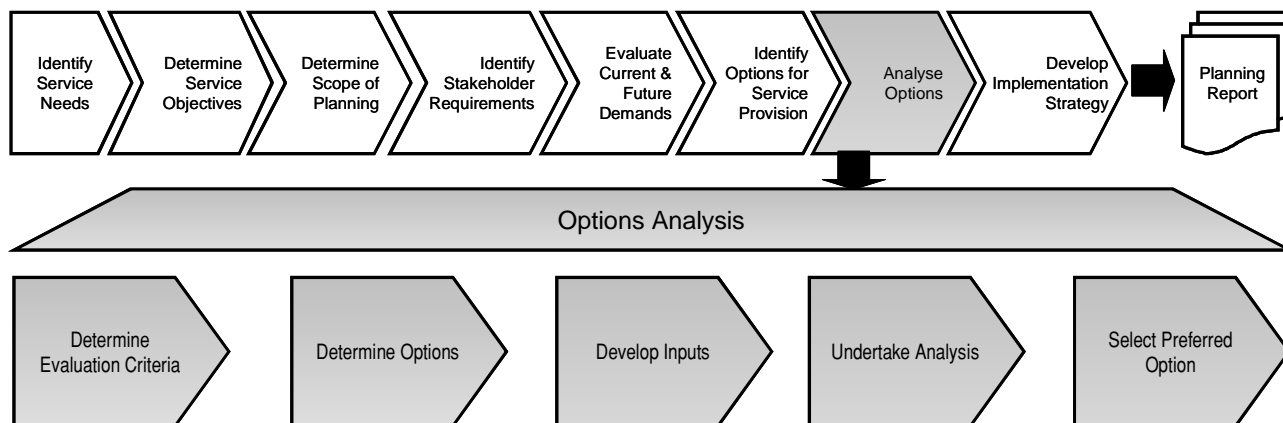 Identify
Service
Needs
Determine
Service
Objectives
Determine
Scope of
Planning
Identify
Stakeholder
Requirements
Evaluate
Current &
Future
Demands
Identify
Options for
Service
Provision
Analyse
Options
Develop
Implementation
Strategy
Planning
Report
Options Analysis
Determine
Evaluation Criteria
Determine Options
Develop Inputs
Undertake Analysis
Select Preferred
Option